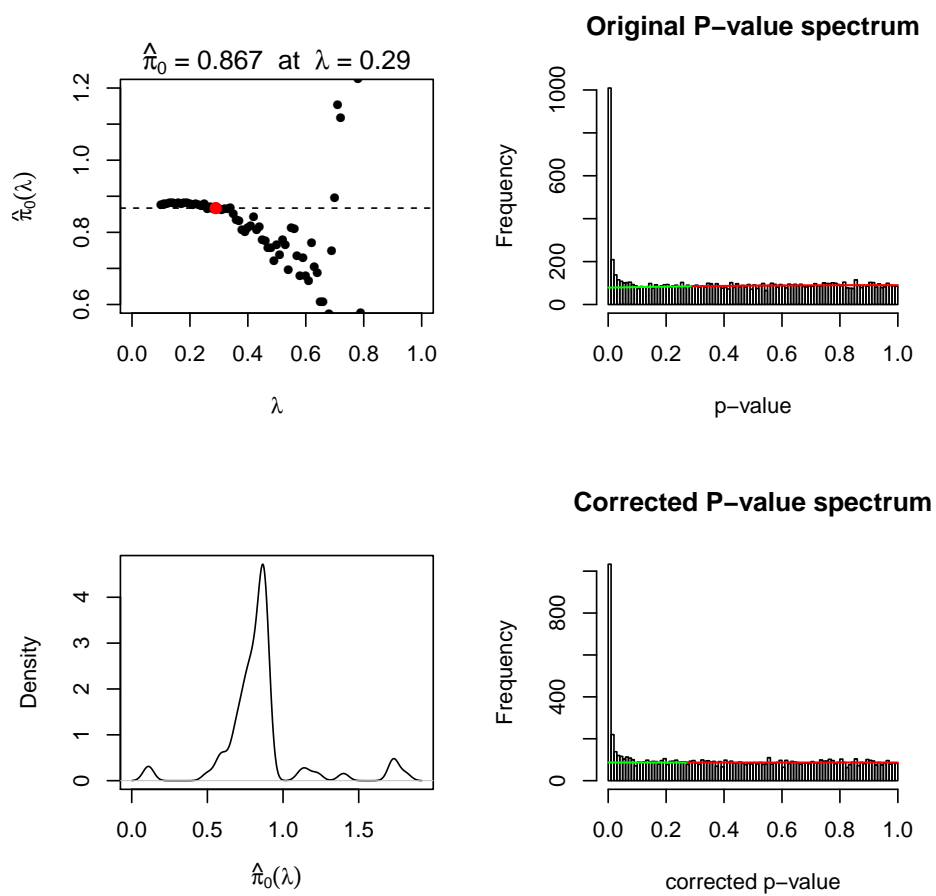 π̂₀ = 0.867 at λ = 0.29
π̂₀(λ)
1.2
1.0
0.8
0.6
0.0 0.2 0.4 0.6 0.8 1.0
λ
Original P−value spectrum
Frequency
1000
600
200
0
0.0 0.2 0.4 0.6 0.8 1.0
p−value
Density
4
3
2
1
0
0.0 0.5 1.0 1.5
π̂₀(λ)
Corrected P−value spectrum
Frequency
800
400
0
0.0 0.2 0.4 0.6 0.8 1.0
corrected p−value